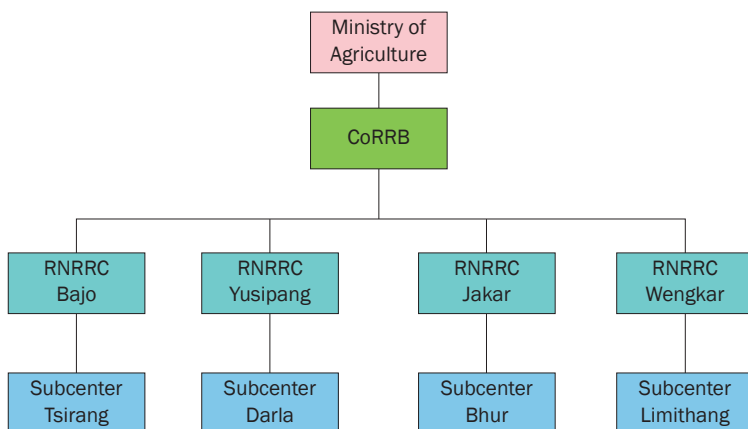 Ministry of
Agriculture
CoRRB
RNRRC
Bajo
RNRRC
Yusipang
RNRRC
Jakar
RNRRC
Wengkar
Subcenter
Tsirang
Subcenter
Darla
Subcenter
Bhur
Subcenter
Limithang